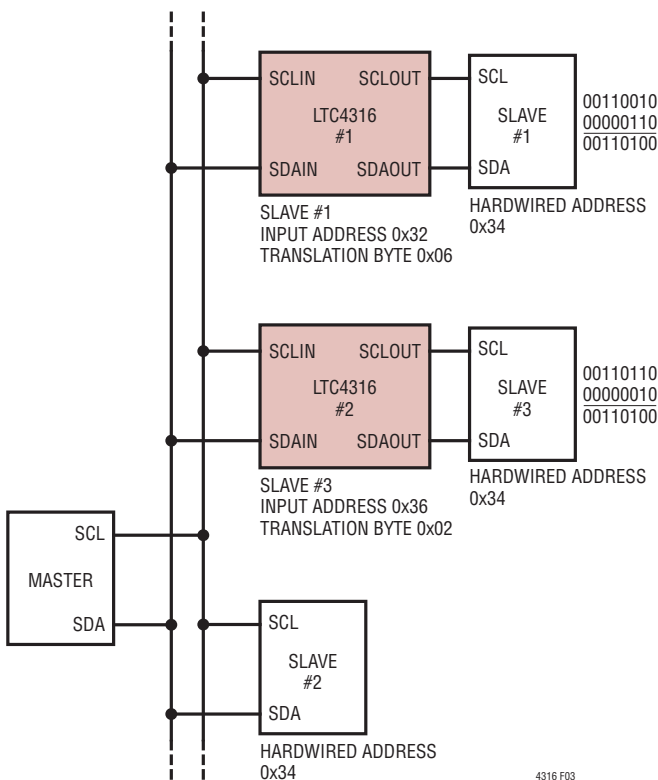 SCLIN SCLOUT
LTC4316
#1
SDAIN SDAOUT
SCL
SLAVE
#1
SDA
00110010
00000110
00110100
SLAVE #1
INPUT ADDRESS 0x32
TRANSLATION BYTE 0x06
HARDWIRED ADDRESS
0x34
SCLIN SCLOUT
LTC4316
#2
SDAIN SDAOUT
SCL
SLAVE
#3
SDA
00110110
00000010
00110100
SLAVE #3
INPUT ADDRESS 0x36
TRANSLATION BYTE 0x02
HARDWIRED ADDRESS
0x34
SCL
MASTER
SDA
SCL
SLAVE
#2
SDA
HARDWIRED ADDRESS
0x34
4316 F03